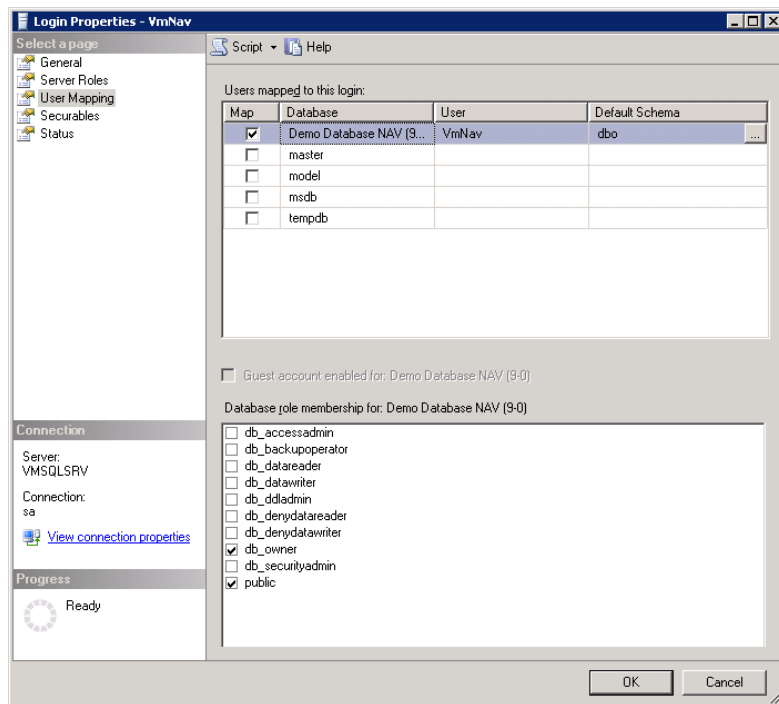 Login Properties - VmNav
Select a page
General
Server Roles
User Mapping
Securables
Status
Script
Help
Users mapped to this login:
Map Database User Default Schema
Demo Database NAV (9... VmNav dbo ...
master
model
msdb
tempdb
Guest account enabled for: Demo Database NAV (9-0)
Database role membership for: Demo Database NAV (9-0)
db_accessadmin
db_backupoperator
db_datareader
db_datawriter
db_ddladmin
db_denydatareader
db_denydatawriter
db_owner
db_securityadmin
public
Connection
Server:
VMSQLSRV
Connection:
sa
View connection properties
Progress
Ready
OK Cancel